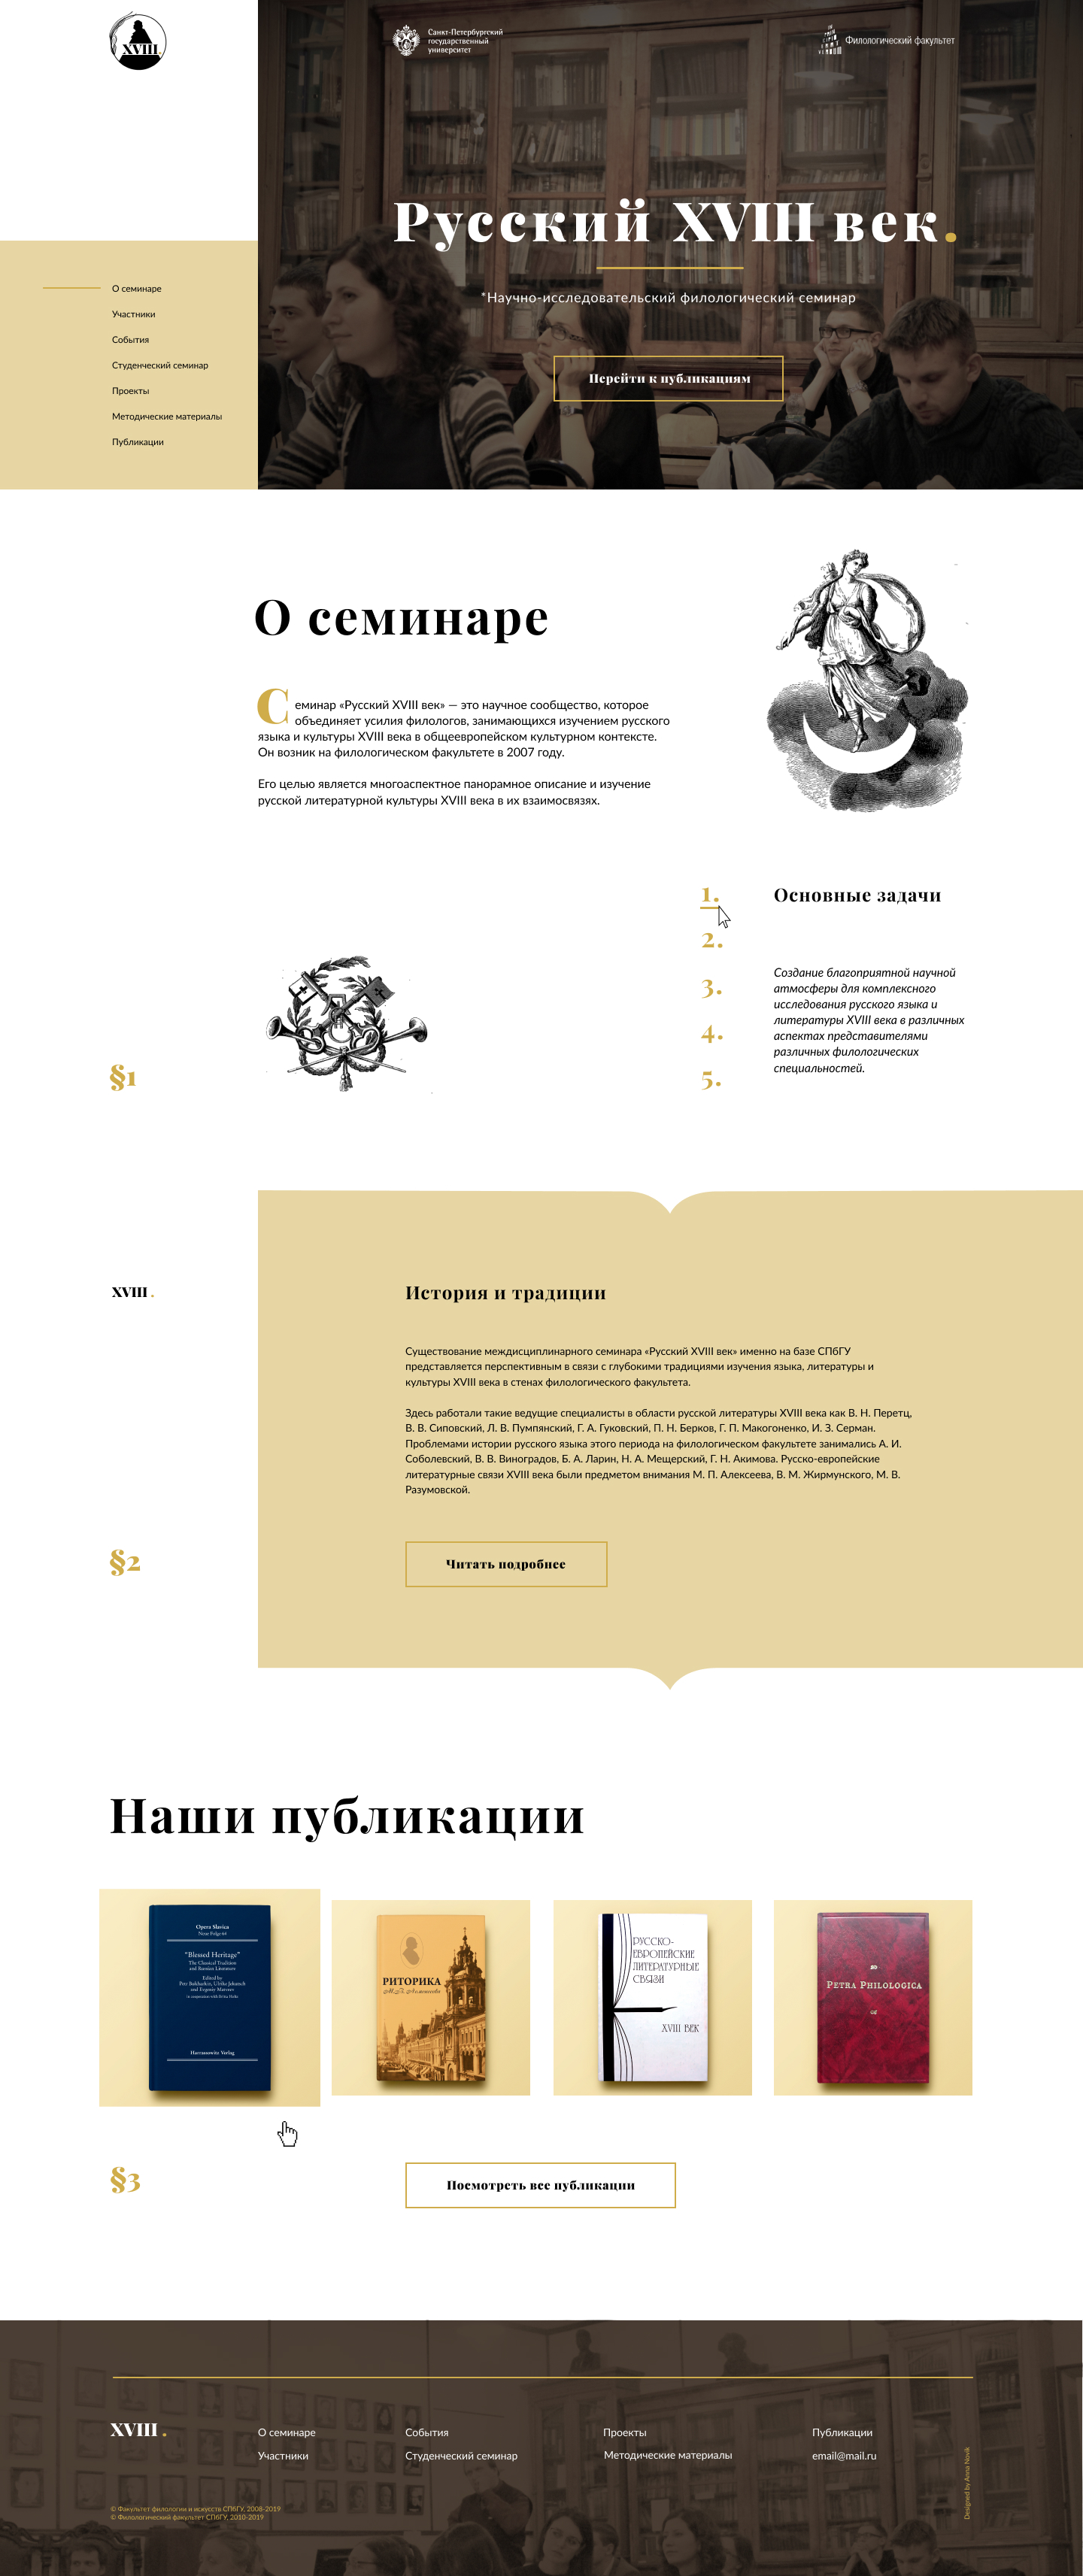 XVIII.
Санкт-Петербургский
государственный
университет
Филологический факультет
Русский XVIII век.
*Научно-исследовательский филологический семинар
Перейти к публикациям
О семинаре
Участники
События
Студенческий семинар
Проекты
Методические материалы
Публикации
О семинаре
Семинар «Русский XVIII век» — это научное сообщество, которое
объединяет усилия филологов, занимающихся изучением русского
языка и культуры XVIII века в общеевропейском культурном контексте.
Он возник на филологическом факультете в 2007 году.
Его целью является многоаспектное панорамное описание и изучение
русской литературной культуры XVIII века в их взаимосвязях.
1.
2.
3.
4.
5.
Основные задачи
Создание благоприятной научной
атмосферы для комплексного
исследования русского языка и
литературы XVIII века в различных
аспектах представителями
различных филологических
специальностей.
§1
XVIII.
История и традиции
Существование междисциплинарного семинара «Русский XVIII век» именно на базе СПбГУ
представляется перспективным в связи с глубокими традициями изучения языка, литературы и
культуры XVIII века в стенах филологического факультета.
Здесь работали такие ведущие специалисты в области русской литературы XVIII века как В. Н. Перетц,
В. В. Сиповский, Л. В. Пумпянский, Г. А. Гуковский, П. Н. Берков, Г. П. Макогоненко, И. З. Серман.
Проблемами истории русского языка этого периода на филологическом факультете занимались А. И.
Соболевский, В. В. Виноградов, Б. А. Ларин, Н. А. Мещерский, Г. Н. Акимова. Русско-европейские
литературные связи XVIII века были предметом внимания М. П. Алексеева, В. М. Жирмунского, М. В.
Разумовской.
Читать подробнее
§2
Наши публикации
Opera Slavica
Neue Folge 64
"Blessed Heritage"
The Classical Tradition
and Russian Literature
Edited by
Petr Bukharkin, Ulrike Jekutsch
and Evgeny Matveev
Harrassowitz Verlag
РИТОРИКА
М.В. Ломоносова
РУССКО-
ЕВРОПЕЙСКИЕ
ЛИТЕРАТУРНЫЕ
СВЯЗИ
XVIII ВЕК
PETRA PHILOLOGICA
§3
Посмотреть все публикации
XVIII.
О семинаре
Участники
События
Студенческий семинар
Проекты
Методические материалы
Публикации
email@mail.ru
© Факультет филологии и искусств СПбГУ, 2008-2019
© Филологический факультет СПбГУ, 2010-2019
Designed by Anna Novik